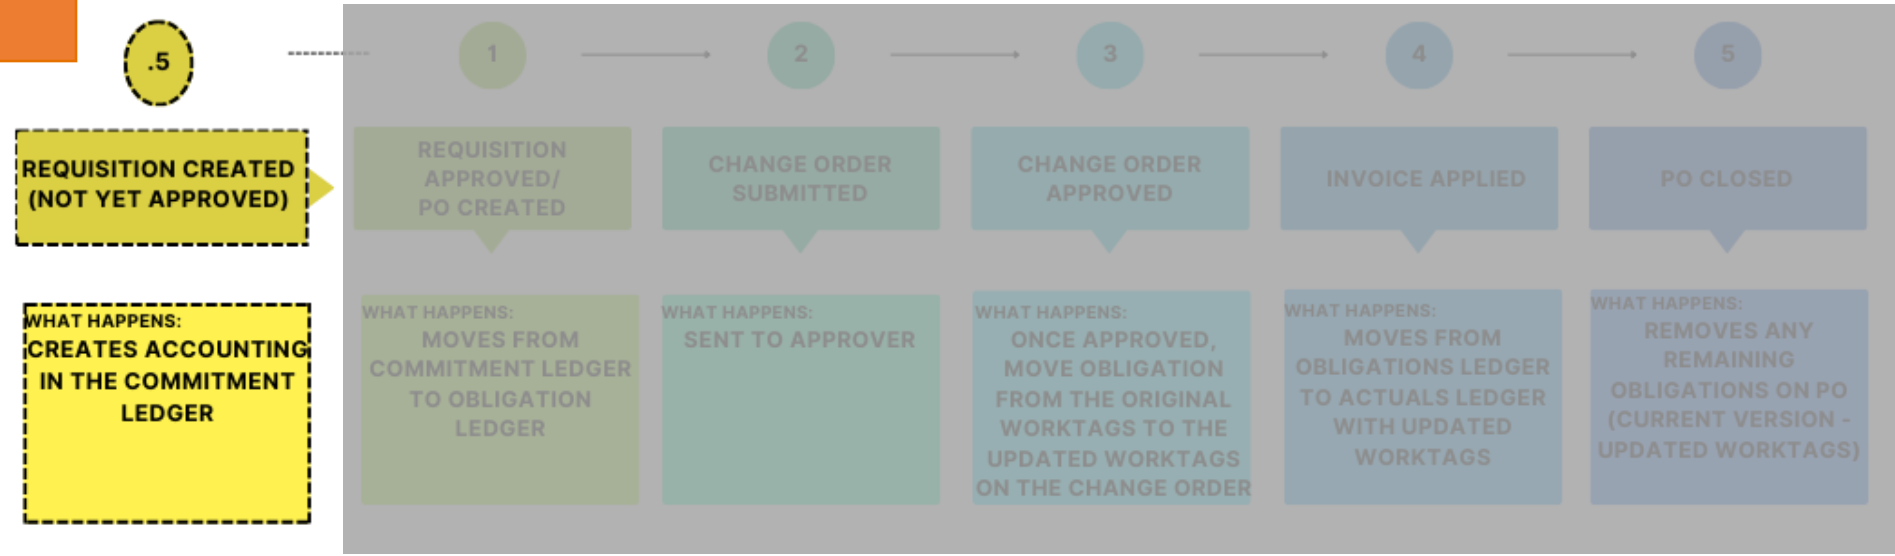 .5
1
2
3
4
5
REQUISITION CREATED
(NOT YET APPROVED)
REQUISITION
APPROVED/
PO CREATED
CHANGE ORDER
SUBMITTED
CHANGE ORDER
APPROVED
INVOICE APPLIED
PO CLOSED
WHAT HAPPENS:
CREATES ACCOUNTING
IN THE COMMITMENT
LEDGER
WHAT HAPPENS:
MOVES FROM
COMMITMENT LEDGER
TO OBLIGATION
LEDGER
WHAT HAPPENS:
SENT TO APPROVER
WHAT HAPPENS:
ONCE APPROVED,
MOVE OBLIGATION
FROM THE ORIGINAL
WORKTAGS TO THE
UPDATED WORKTAGS
ON THE CHANGE ORDER
WHAT HAPPENS:
MOVES FROM
OBLIGATIONS LEDGER
TO ACTUALS LEDGER
WITH UPDATED
WORKTAGS
WHAT HAPPENS:
REMOVES ANY
REMAINING
OBLIGATIONS ON PO
(CURRENT VERSION -
UPDATED WORKTAGS)